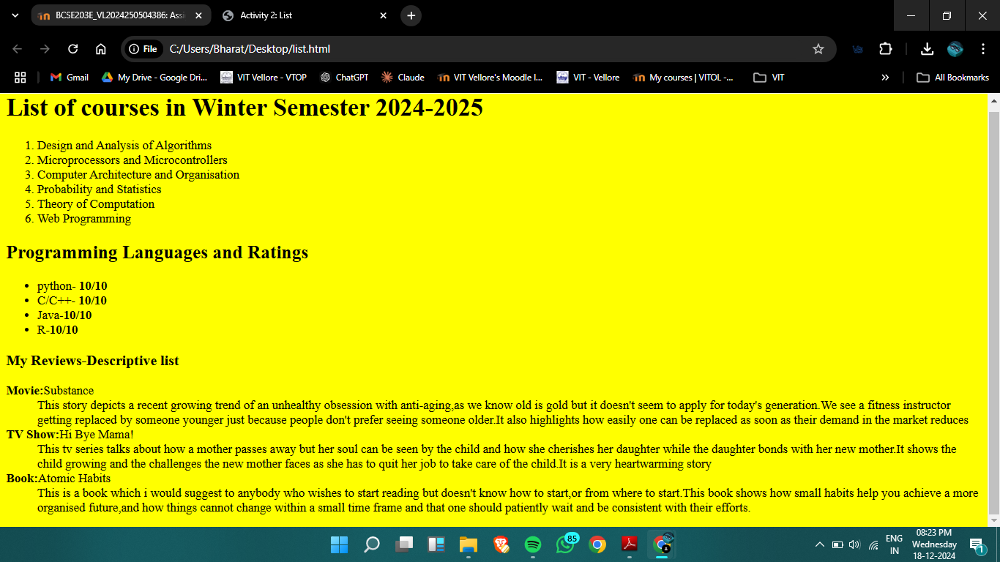 BCSE203E_VL2024250504386: Assi
Activity 2: List
File
C:/Users/Bharat/Desktop/list.html
Gmail
My Drive - Google Dri...
VIT Vellore - VTOP
ChatGPT
Claude
VIT Vellore's Moodle l...
VIT - Vellore
My courses | VITOL -...
VIT
All Bookmarks
List of courses in Winter Semester 2024-2025
1. Design and Analysis of Algorithms
2. Microprocessors and Microcontrollers
3. Computer Architecture and Organisation
4. Probability and Statistics
5. Theory of Computation
6. Web Programming
Programming Languages and Ratings
• python- 10/10
• C/C++- 10/10
• Java-10/10
• R-10/10
My Reviews-Descriptive list
Movie:Substance
This story depicts a recent growing trend of an unhealthy obsession with anti-aging,as we know old is gold but it doesn't seem to apply for today's generation.We see a fitness instructor
getting replaced by someone younger just because people don't prefer seeing someone older.It also highlights how easily one can be replaced as soon as their demand in the market reduces
TV Show:Hi Bye Mama!
This tv series talks about how a mother passes away but her soul can be seen by the child and how she cherishes her daughter while the daughter bonds with her new mother.It shows the
child growing and the challenges the new mother faces as she has to quit her job to take care of the child.It is a very heartwarming story
Book:Atomic Habits
This is a book which i would suggest to anybody who wishes to start reading but doesn't know how to start,or from where to start.This book shows how small habits help you achieve a more
organised future,and how things cannot change within a small time frame and that one should patiently wait and be consistent with their efforts.
85
ENG
IN
08:23 PM
Wednesday
18-12-2024
1